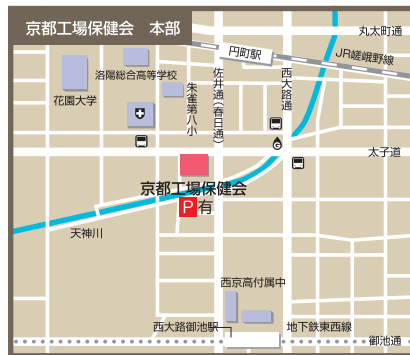 京都工場保健会 本部
丸太町通
円町駅
JR嵯峨野線
洛陽総合高等学校
花園大学
朱雀第八小
佐井通(春日通)
西大路通
G
太子道
京都工場保健会
P有
天神川
西京高付属中
西大路御池駅
地下鉄東西線
御池通